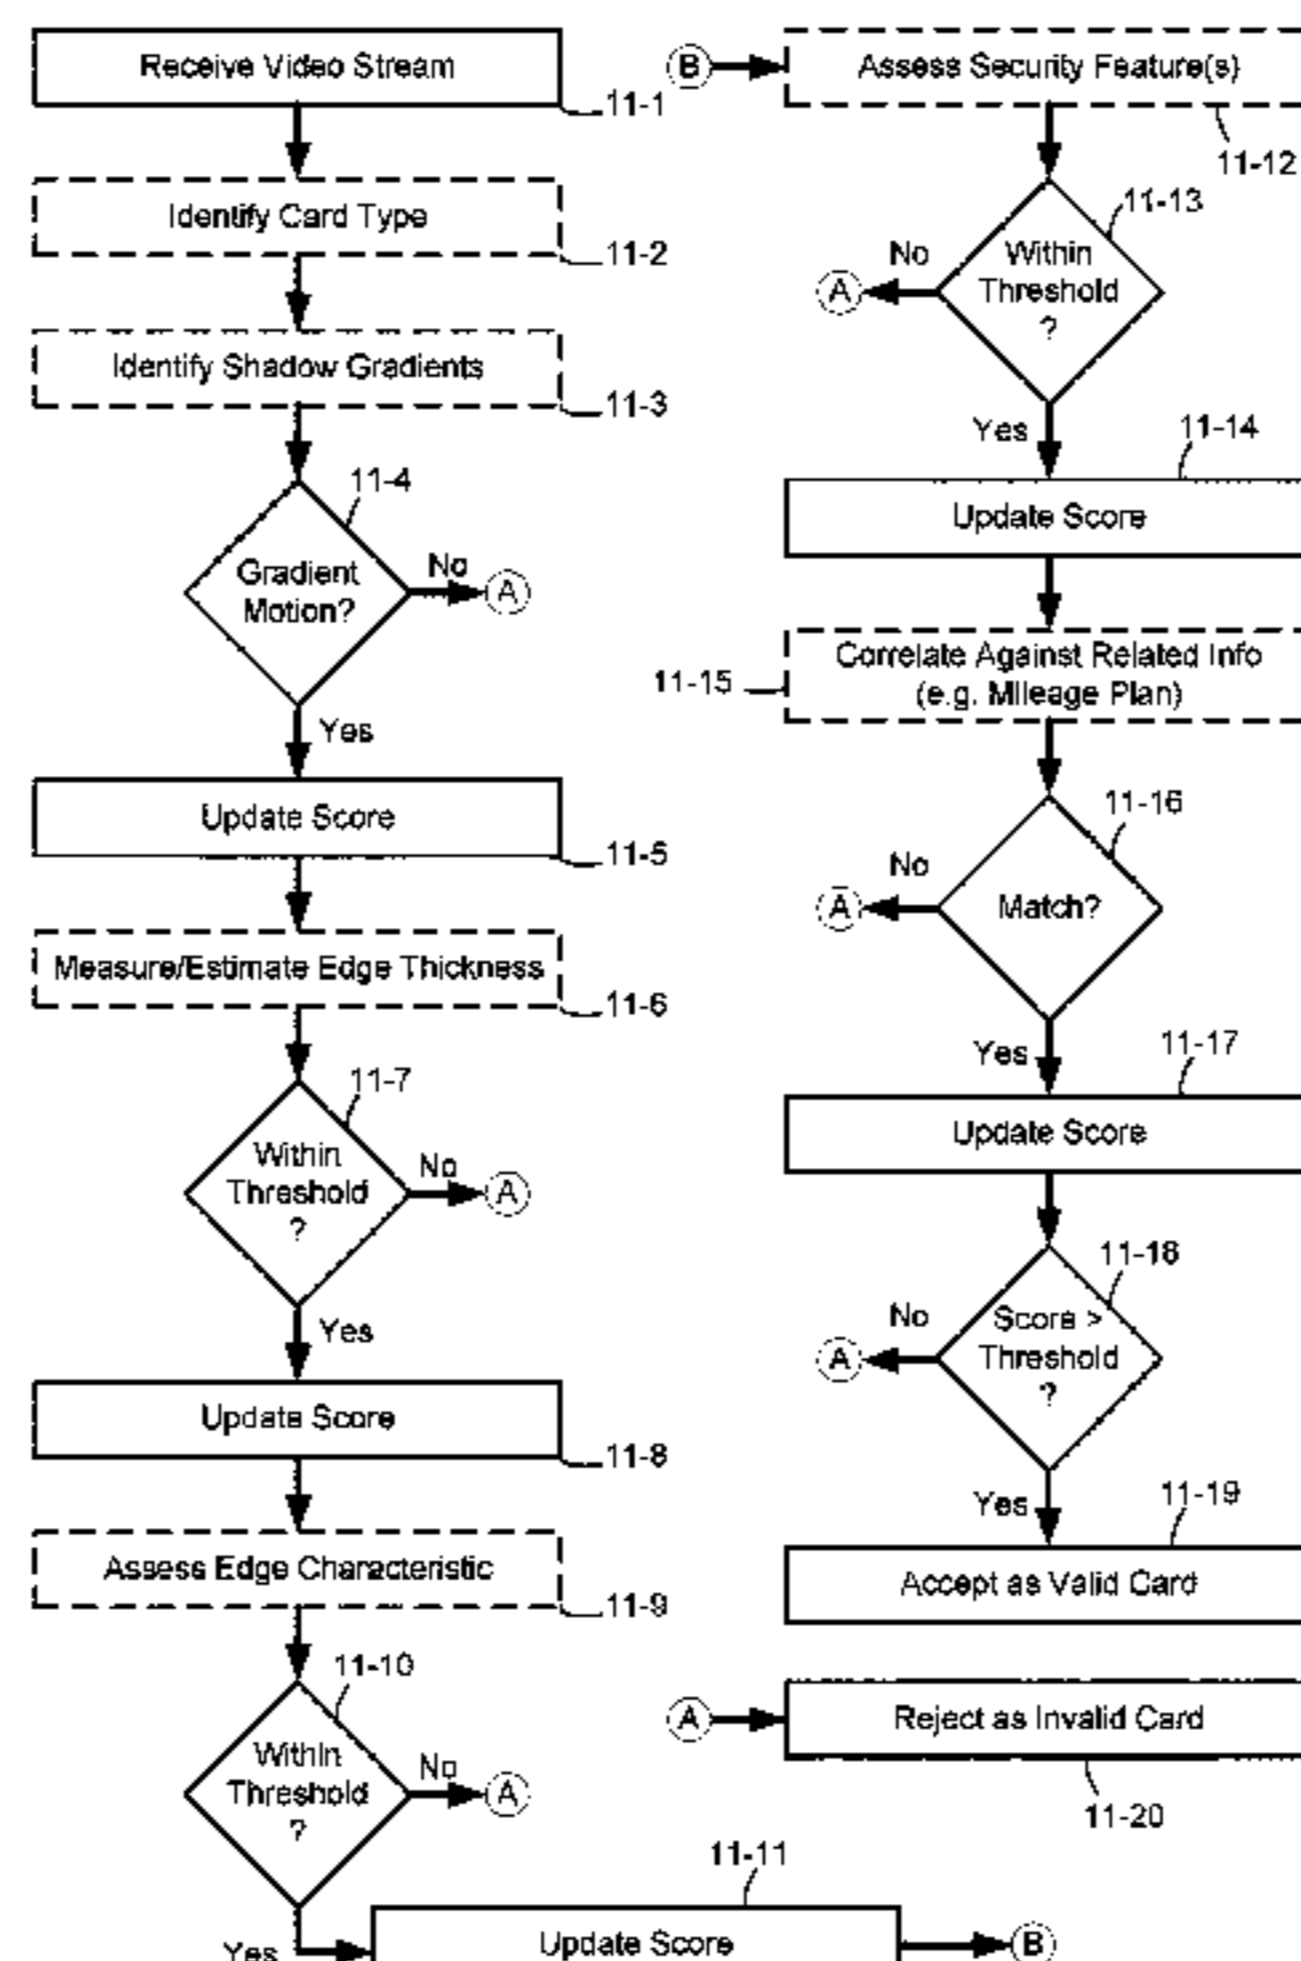 Receive Video Stream
11-1
Identify Card Type
11-2
Identify Shadow Gradients
11-3
11-4
Gradient
Motion?
No
A
Yes
Update Score
11-5
Measure/Estimate Edge Thickness
11-6
11-7
Within
Threshold
?
No
A
Yes
Update Score
11-8
Assess Edge Characteristic
11-9
11-10
Within
Threshold
?
No
A
Yes
11-11
Update Score
B
B
Assess Security Feature(s)
11-12
11-13
Within
Threshold
?
No
A
Yes
11-14
Update Score
11-15
Correlate Against Related Info
(e.g. Mileage Plan)
11-16
Match?
No
A
Yes
11-17
Update Score
11-18
Score >
Threshold
?
No
A
Yes
11-19
Accept as Valid Card
A
Reject as Invalid Card
11-20